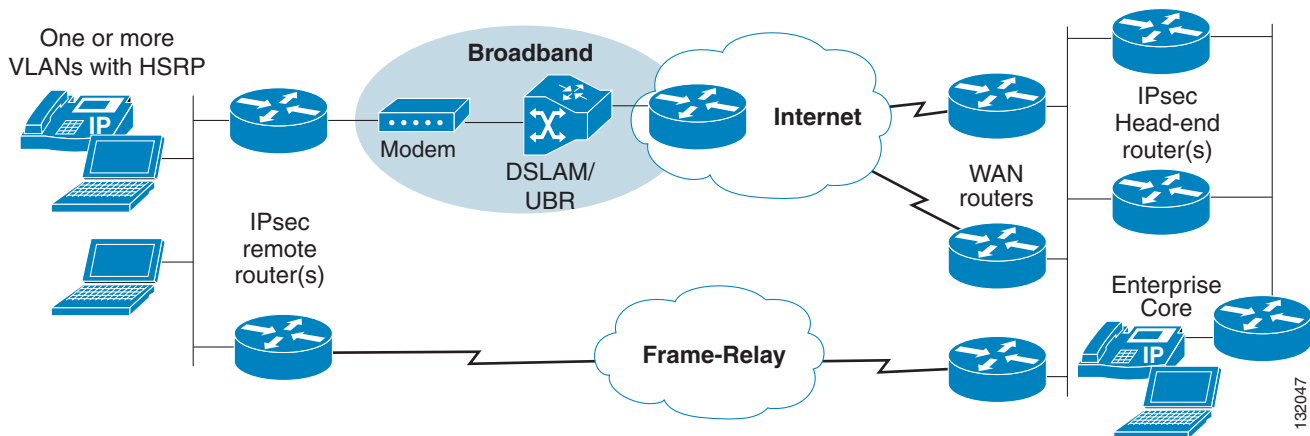 One or more
VLANs with HSRP
IP
Broadband
Modem
DSLAM/
UBR
Internet
IPsec
Head-end
router(s)
WAN
routers
IPsec
remote
router(s)
Frame-Relay
Enterprise
Core
IP
132047